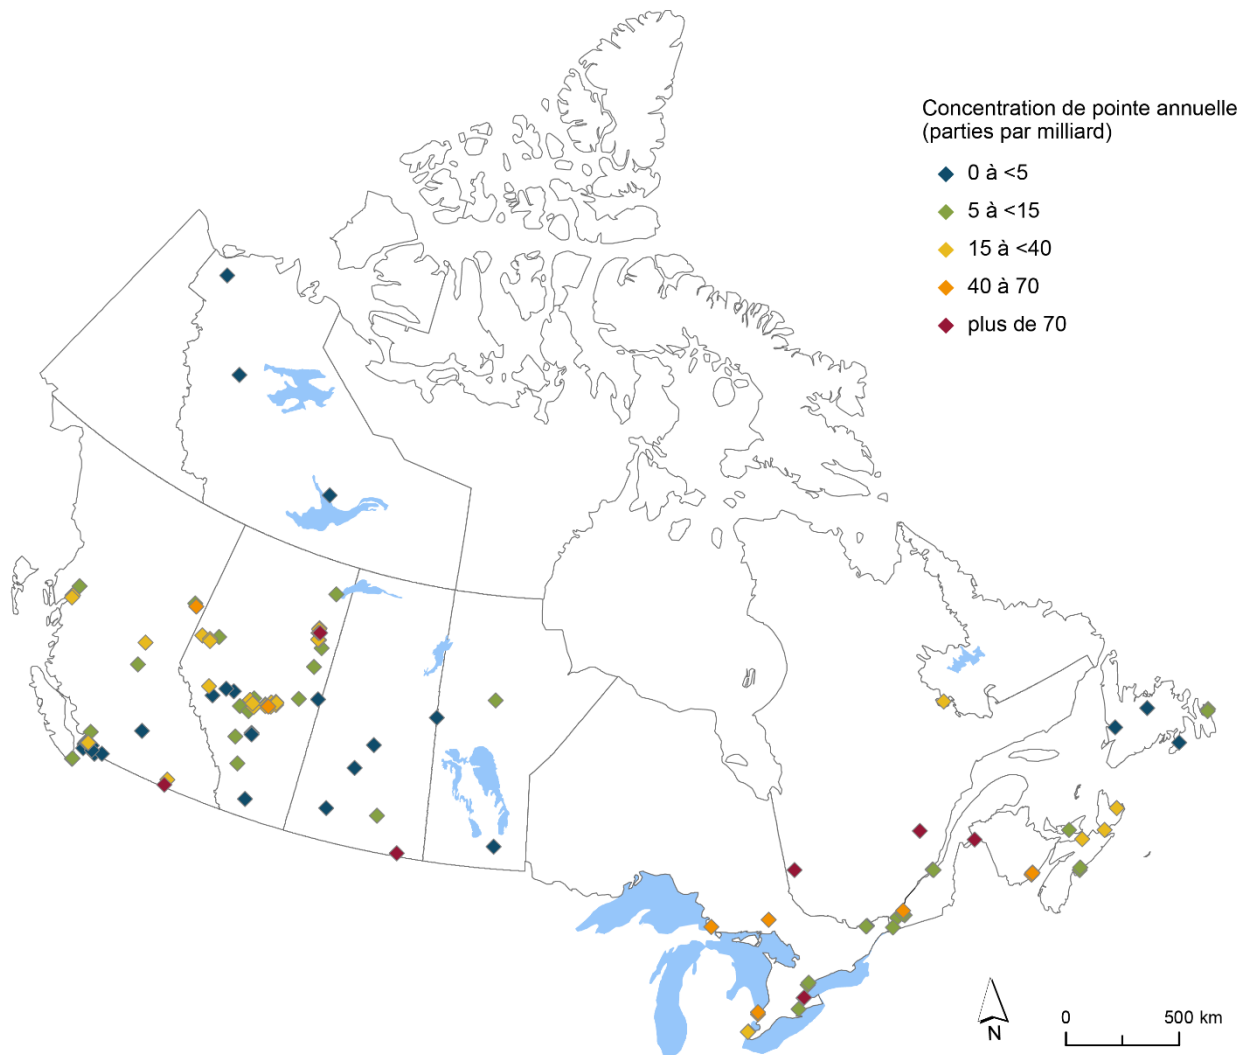 Concentration de pointe annuelle
(parties par milliard)
0 à <5
5 à <15
15 à <40
40 à 70
plus de 70
N
0 500 km